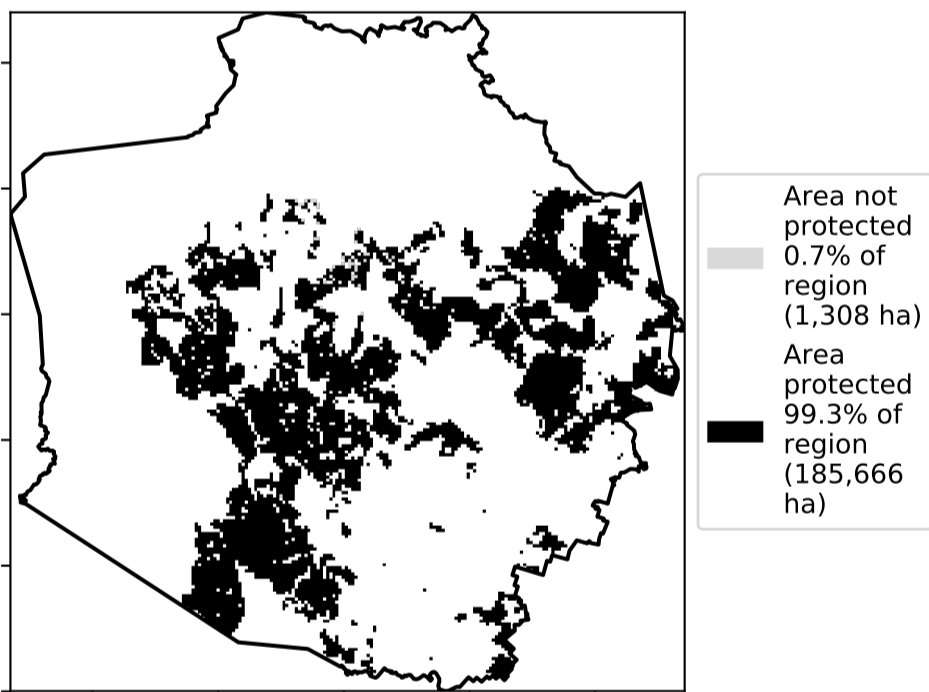 Area not
protected
0.7% of
region
(1,308 ha)
Area
protected
99.3% of
region
(185,666
ha)